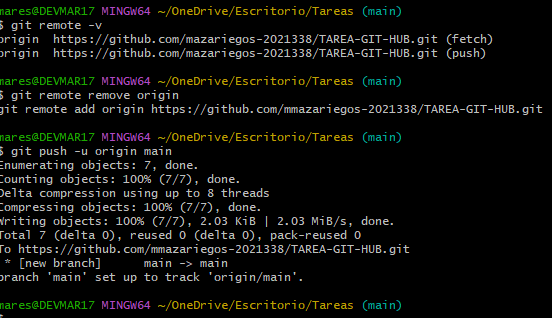 mares@DEVMAR17 MINGW64 ~/OneDrive/Escritorio/Tareas (main)
$ git remote -v
origin  https://github.com/mazariegos-2021338/TAREA-GIT-HUB.git (fetch)
origin  https://github.com/mazariegos-2021338/TAREA-GIT-HUB.git (push)
mares@DEVMAR17 MINGW64 ~/OneDrive/Escritorio/Tareas (main)
$ git remote remove origin
git remote add origin https://github.com/mmazariegos-2021338/TAREA-GIT-HUB.git
mares@DEVMAR17 MINGW64 ~/OneDrive/Escritorio/Tareas (main)
$ git push -u origin main
Enumerating objects: 7, done.
Counting objects: 100% (7/7), done.
Delta compression using up to 8 threads
Compressing objects: 100% (7/7), done.
Writing objects: 100% (7/7), 2.03 KiB | 2.03 MiB/s, done.
Total 7 (delta 0), reused 0 (delta 0), pack-reused 0
To https://github.com/mmazariegos-2021338/TAREA-GIT-HUB.git
 * [new branch]      main -> main
branch 'main' set up to track 'origin/main'.
mares@DEVMAR17 MINGW64 ~/OneDrive/Escritorio/Tareas (main)